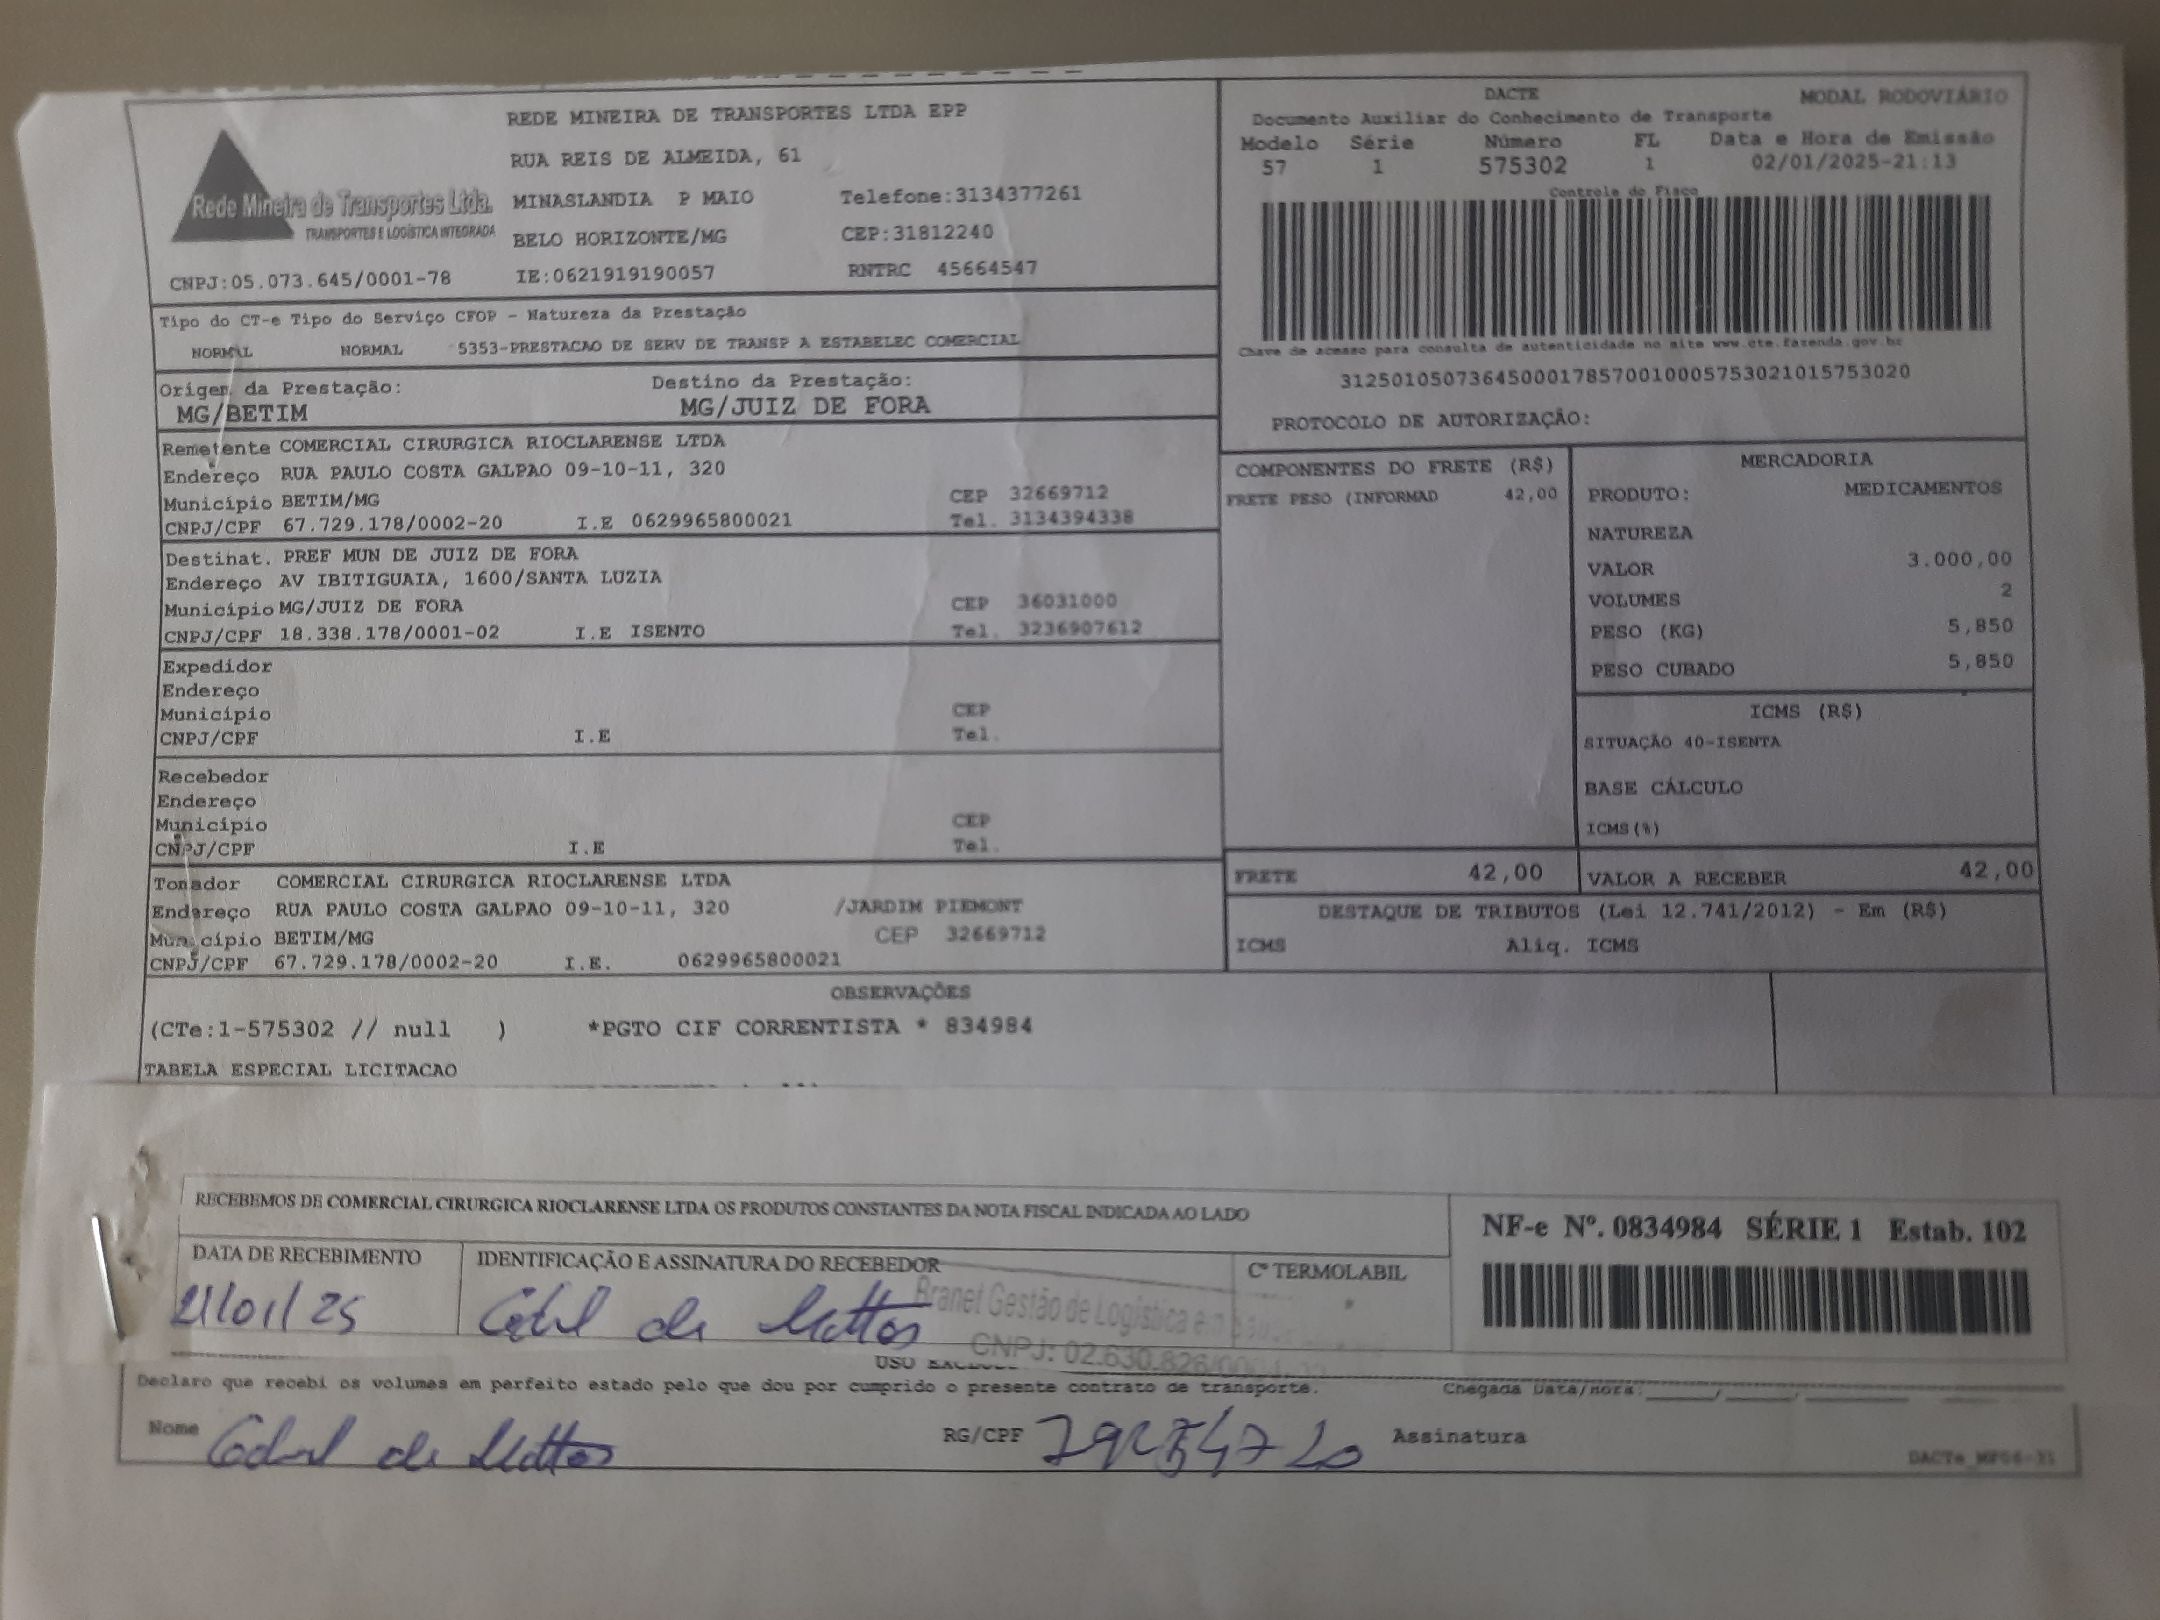 REDE MINEIRA DE TRANSPORTES LTDA EPP
RUA REIS DE ALMEIDA, 61
Rede Mineira de Transportes Ltda.
TRANSPORTES E LOGÍSTICA INTEGRADA
MINASLANDIA P MAIO Telefone:3134377261
BELO HORIZONTE/MG CEP:31812240
CNPJ:05.073.645/0001-78 IE:0621919190057 RNTRC 45664547
DACTE MODAL RODOVIÁRIO
Documento Auxiliar do Conhecimento de Transporte
Modelo Série Número FL Data e Hora de Emissão
57 1 575302 1 02/01/2025-21:13
Controle do Fisco
Chave de acesso para consulta de autenticidade no site www.cte.fazenda.gov.br
31250105073645000178570010005753021015753020
PROTOCOLO DE AUTORIZAÇÃO:
Tipo do CT-e Tipo do Serviço CFOP - Natureza da Prestação
NORMAL NORMAL 5353-PRESTACAO DE SERV DE TRANSP A ESTABELEC COMERCIAL
Origem da Prestação: Destino da Prestação:
MG/BETIM MG/JUIZ DE FORA
Remetente COMERCIAL CIRURGICA RIOCLARENSE LTDA
Endereço RUA PAULO COSTA GALPAO 09-10-11, 320
Município BETIM/MG CEP 32669712
CNPJ/CPF 67.729.178/0002-20 I.E 0629965800021 Tel. 3134394338
Destinat. PREF MUN DE JUIZ DE FORA
Endereço AV IBITIGUAIA, 1600/SANTA LUZIA
Município MG/JUIZ DE FORA CEP 36031000
CNPJ/CPF 18.338.178/0001-02 I.E ISENTO Tel. 3236907612
Expedidor
Endereço
Município CEP
CNPJ/CPF I.E Tel.
Recebedor
Endereço
Município CEP
CNPJ/CPF I.E Tel.
Tomador COMERCIAL CIRURGICA RIOCLARENSE LTDA
Endereço RUA PAULO COSTA GALPAO 09-10-11, 320 /JARDIM PIEMONT
Município BETIM/MG CEP 32669712
CNPJ/CPF 67.729.178/0002-20 I.E. 0629965800021
COMPONENTES DO FRETE (R$)
FRETE PESO (INFORMAD 42,00
MERCADORIA
PRODUTO: MEDICAMENTOS
NATUREZA
VALOR 3.000,00
VOLUMES 2
PESO (KG) 5,850
PESO CUBADO 5,850
ICMS (R$)
SITUAÇÃO 40-ISENTA
BASE CÁLCULO
ICMS(%)
FRETE 42,00 VALOR A RECEBER 42,00
DESTAQUE DE TRIBUTOS (Lei 12.741/2012) - Em (R$)
ICMS Aliq. ICMS
OBSERVAÇÕES
(CTe:1-575302 // null ) *PGTO CIF CORRENTISTA * 834984
TABELA ESPECIAL LICITACAO
RECEBEMOS DE COMERCIAL CIRURGICA RIOCLARENSE LTDA OS PRODUTOS CONSTANTES DA NOTA FISCAL INDICADA AO LADO
NF-e Nº. 0834984 SÉRIE 1 Estab. 102
DATA DE RECEBIMENTO IDENTIFICAÇÃO E ASSINATURA DO RECEBEDOR Cº TERMOLABIL
21/01/25 de Mattos
Branet Gestão de Logística em
CNPJ: 02.630.826/
USO
Declaro que recebi os volumes em perfeito estado pelo que dou por cumprido o presente contrato de transporte. Chegada Data/hora:
Nome de Mattos RG/CPF Assinatura